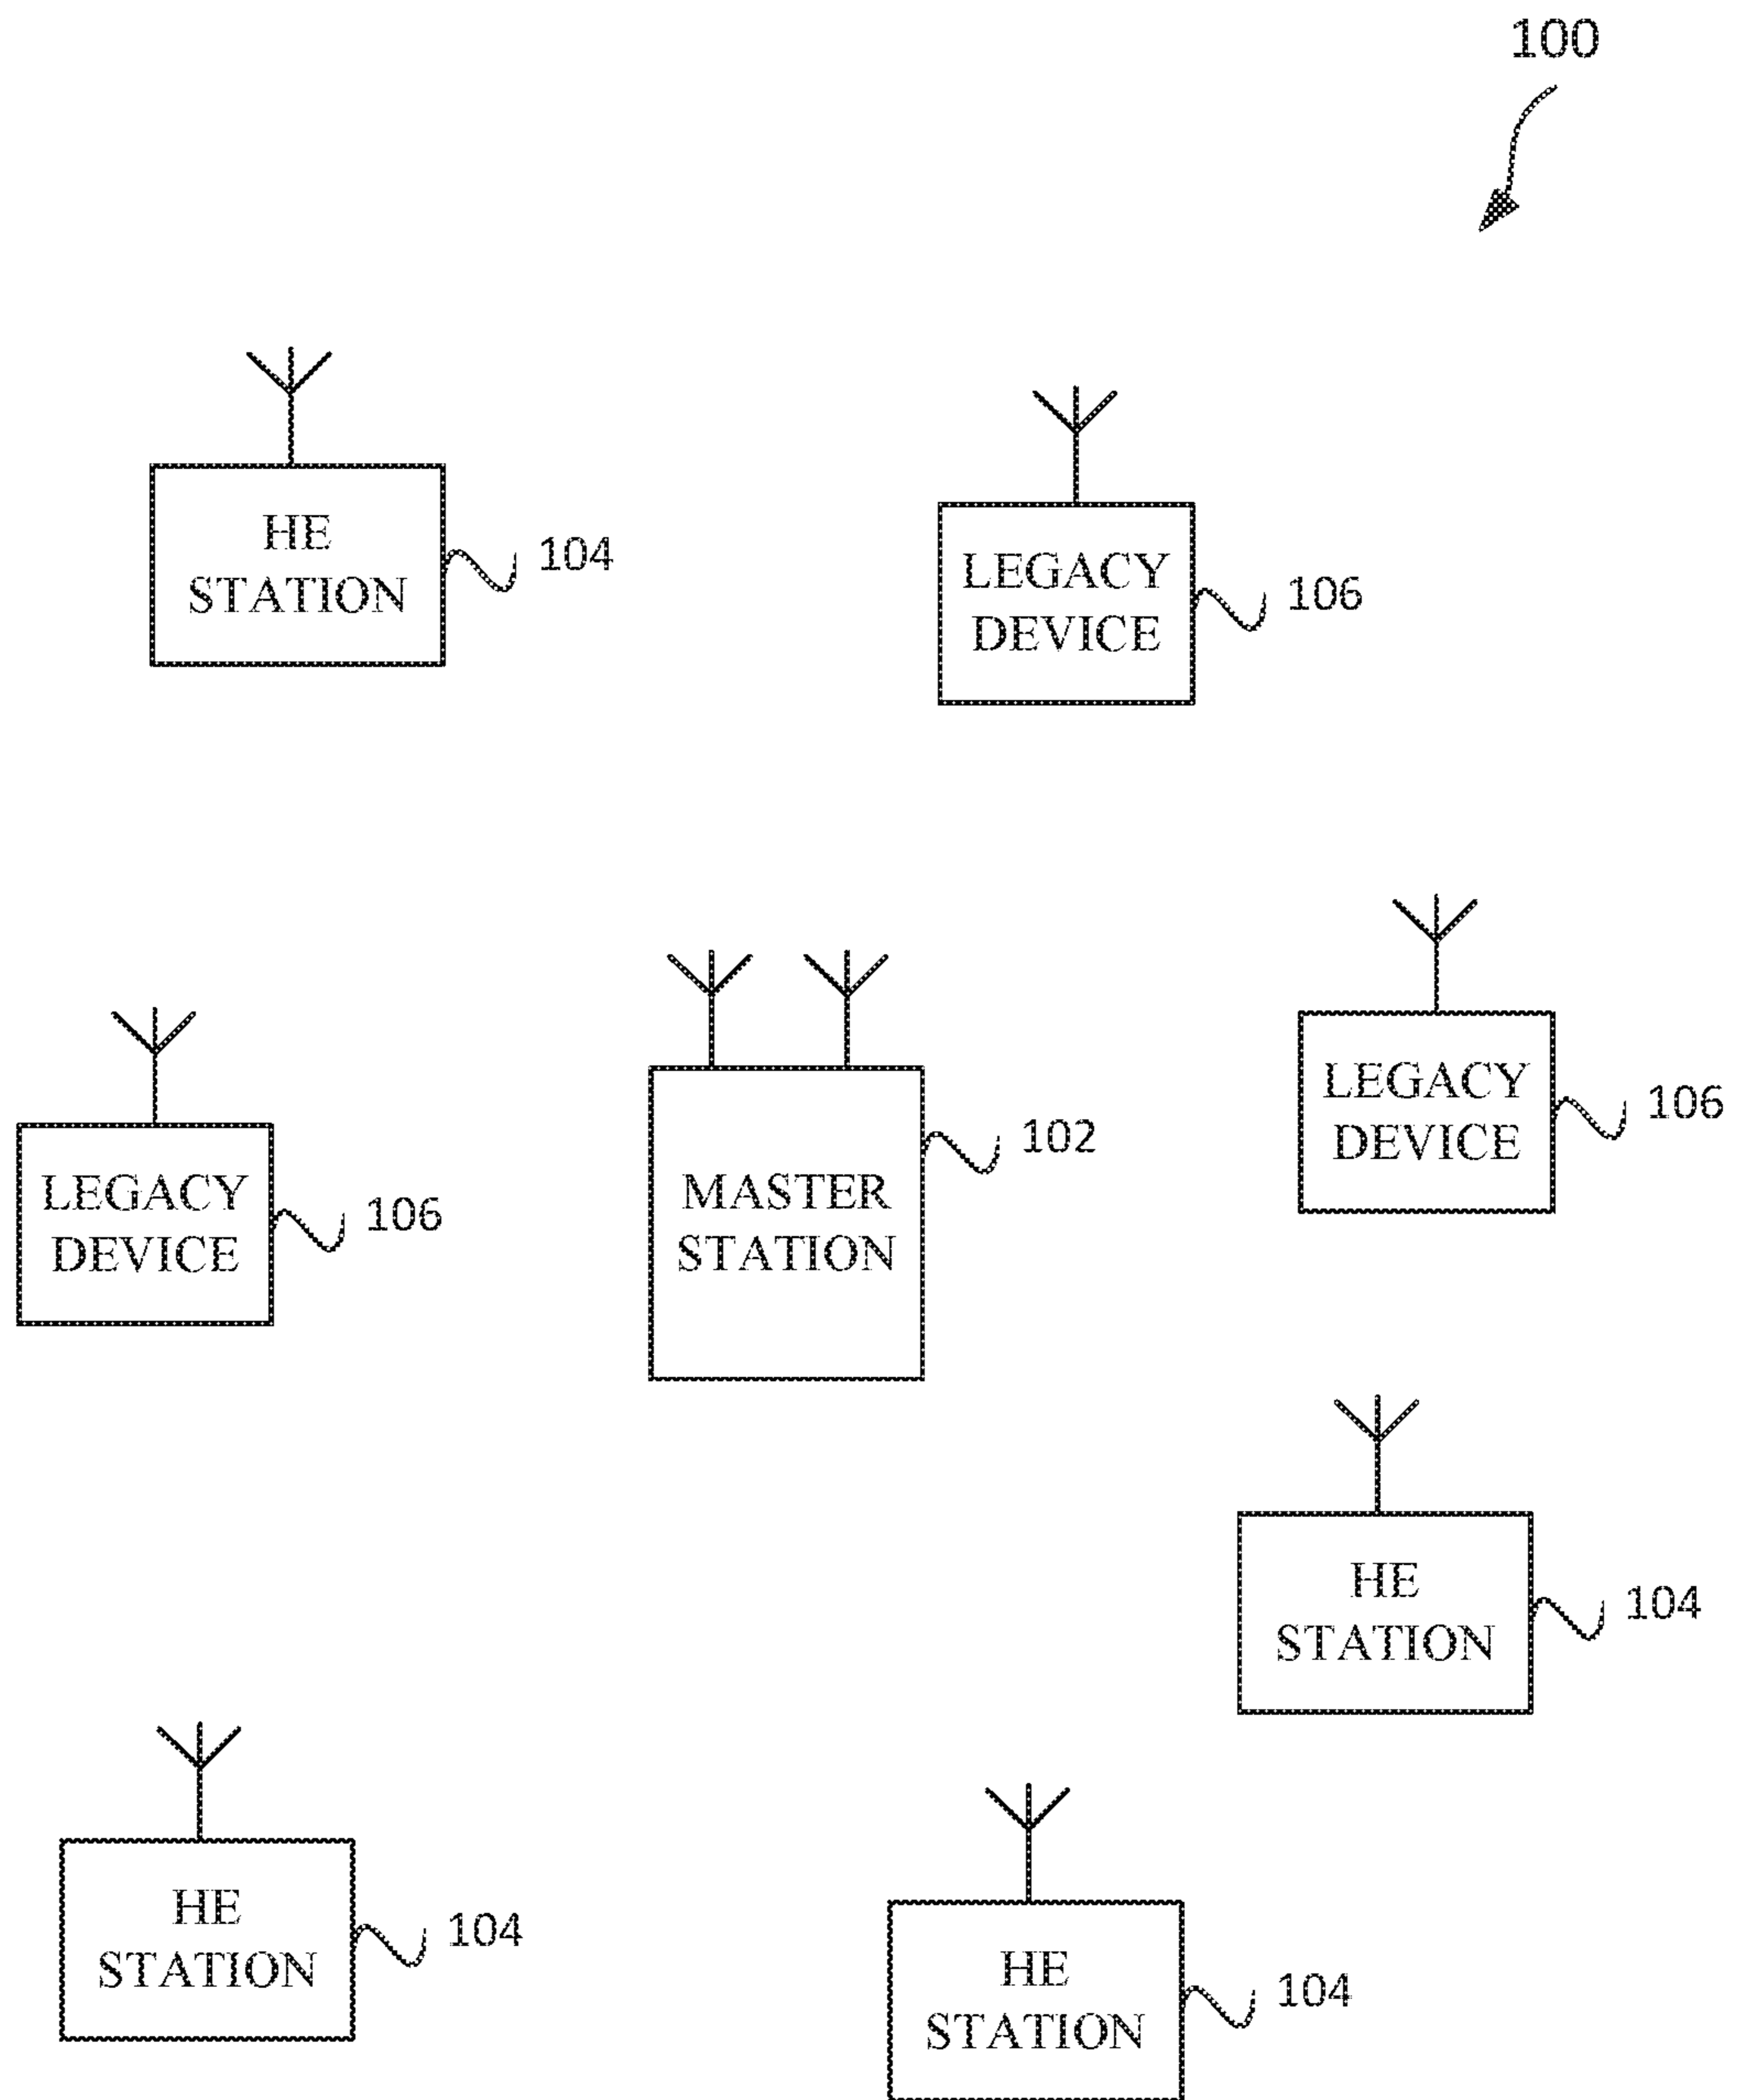 100
HE
STATION
104
LEGACY
DEVICE
106
LEGACY
DEVICE
106
MASTER
STATION
102
LEGACY
DEVICE
106
HE
STATION
104
HE
STATION
104
HE
STATION
104